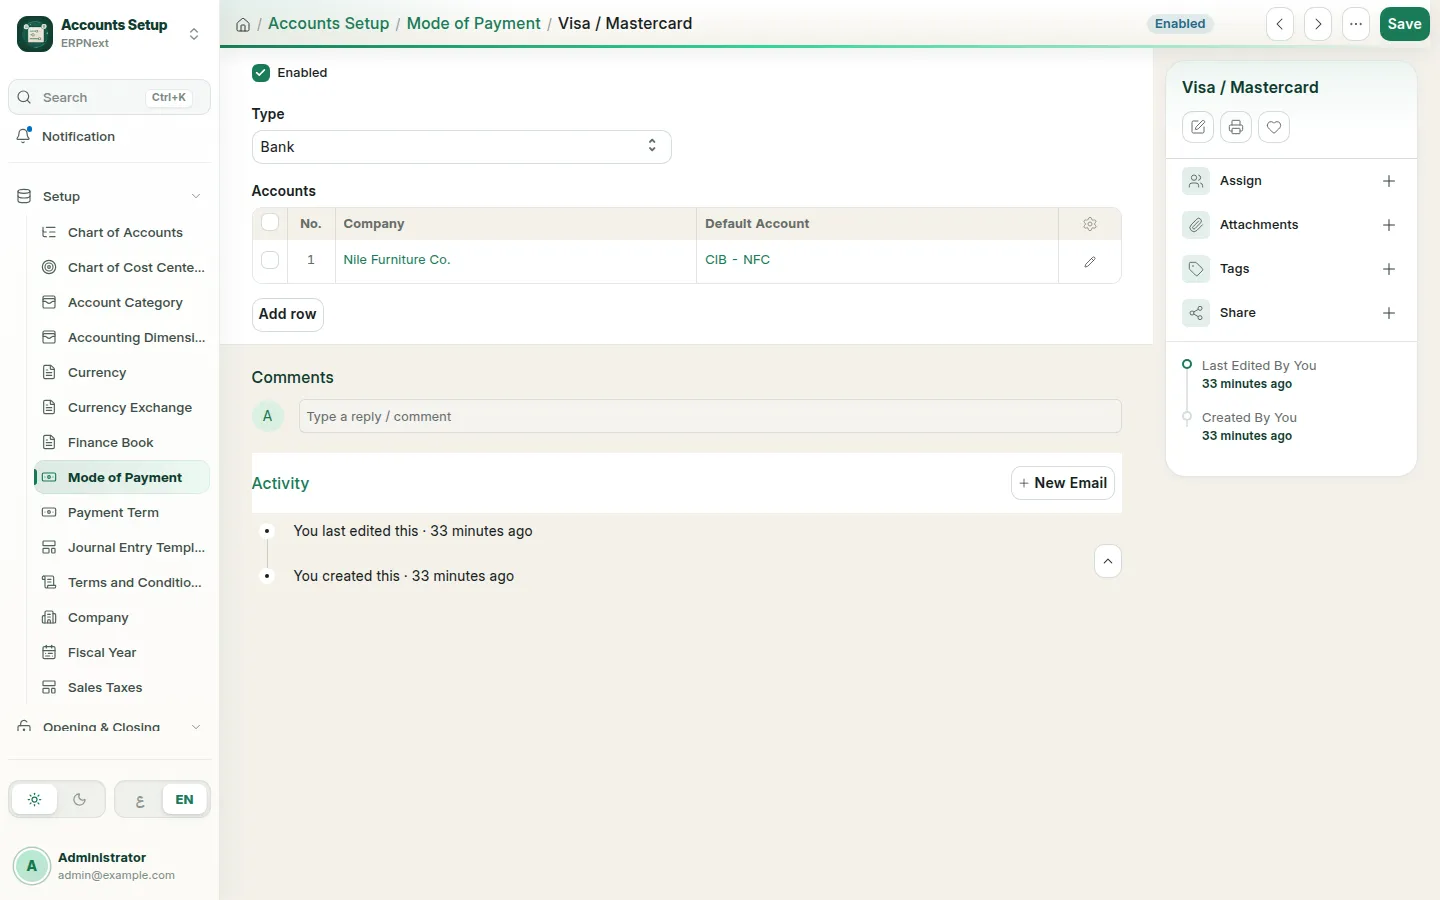 Accounts Setup
ERPNext
Search
Ctrl+K
Notification
Setup
Chart of Accounts
Chart of Cost Cente...
Account Category
Accounting Dimensi...
Currency
Currency Exchange
Finance Book
Mode of Payment
Payment Term
Journal Entry Templ...
Terms and Conditio...
Company
Fiscal Year
Sales Taxes
Opening & Closing
ع
EN
A
Administrator
admin@example.com
/ Accounts Setup / Mode of Payment / Visa / Mastercard
Enabled
Save
Enabled
Type
Bank
Accounts
No. Company Default Account
1 Nile Furniture Co. CIB - NFC
Add row
Comments
A
Type a reply / comment
Activity
+ New Email
You last edited this · 33 minutes ago
You created this · 33 minutes ago
Visa / Mastercard
Assign
Attachments
Tags
Share
Last Edited By You
33 minutes ago
Created By You
33 minutes ago